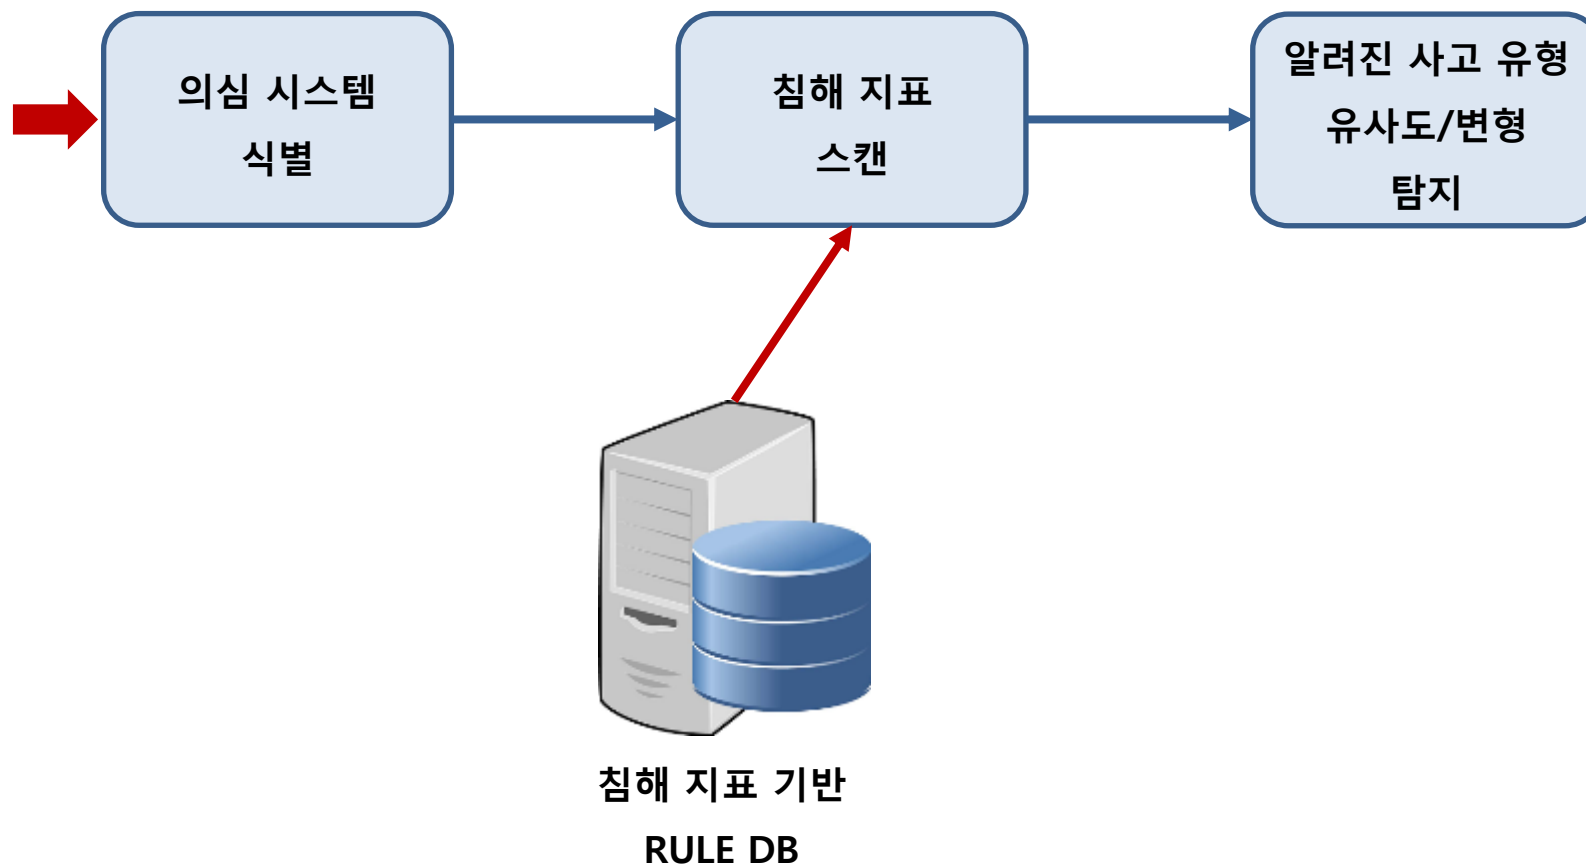 의심 시스템
식별
침해 지표
스캔
알려진 사고 유형
유사도/변형
탐지
침해 지표 기반
RULE DB